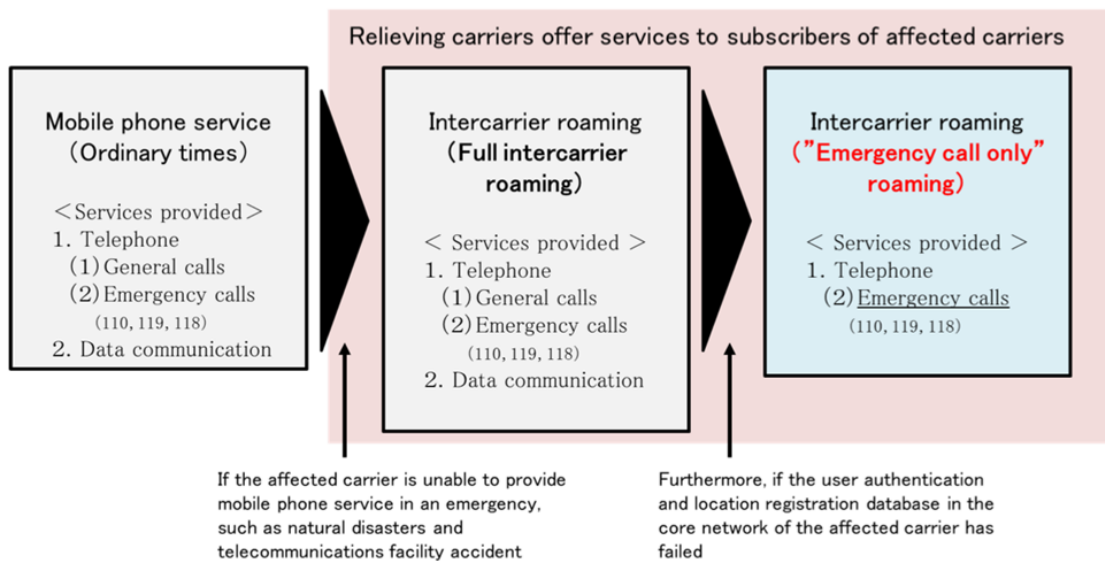 Relieving carriers offer services to subscribers of affected carriers
Mobile phone service
(Ordinary times)
<Services provided>
1. Telephone
(1) General calls
(2) Emergency calls
(110, 119, 118)
2. Data communication
Intercarrier roaming
(Full intercarrier
roaming)
< Services provided >
1. Telephone
(1) General calls
(2) Emergency calls
(110, 119, 118)
2. Data communication
Intercarrier roaming
("Emergency call only"
roaming)
< Services provided >
1. Telephone
(2) Emergency calls
(110, 119, 118)
If the affected carrier is unable to provide
mobile phone service in an emergency,
such as natural disasters and
telecommunications facility accident
Furthermore, if the user authentication
and location registration database in the
core network of the affected carrier has
failed